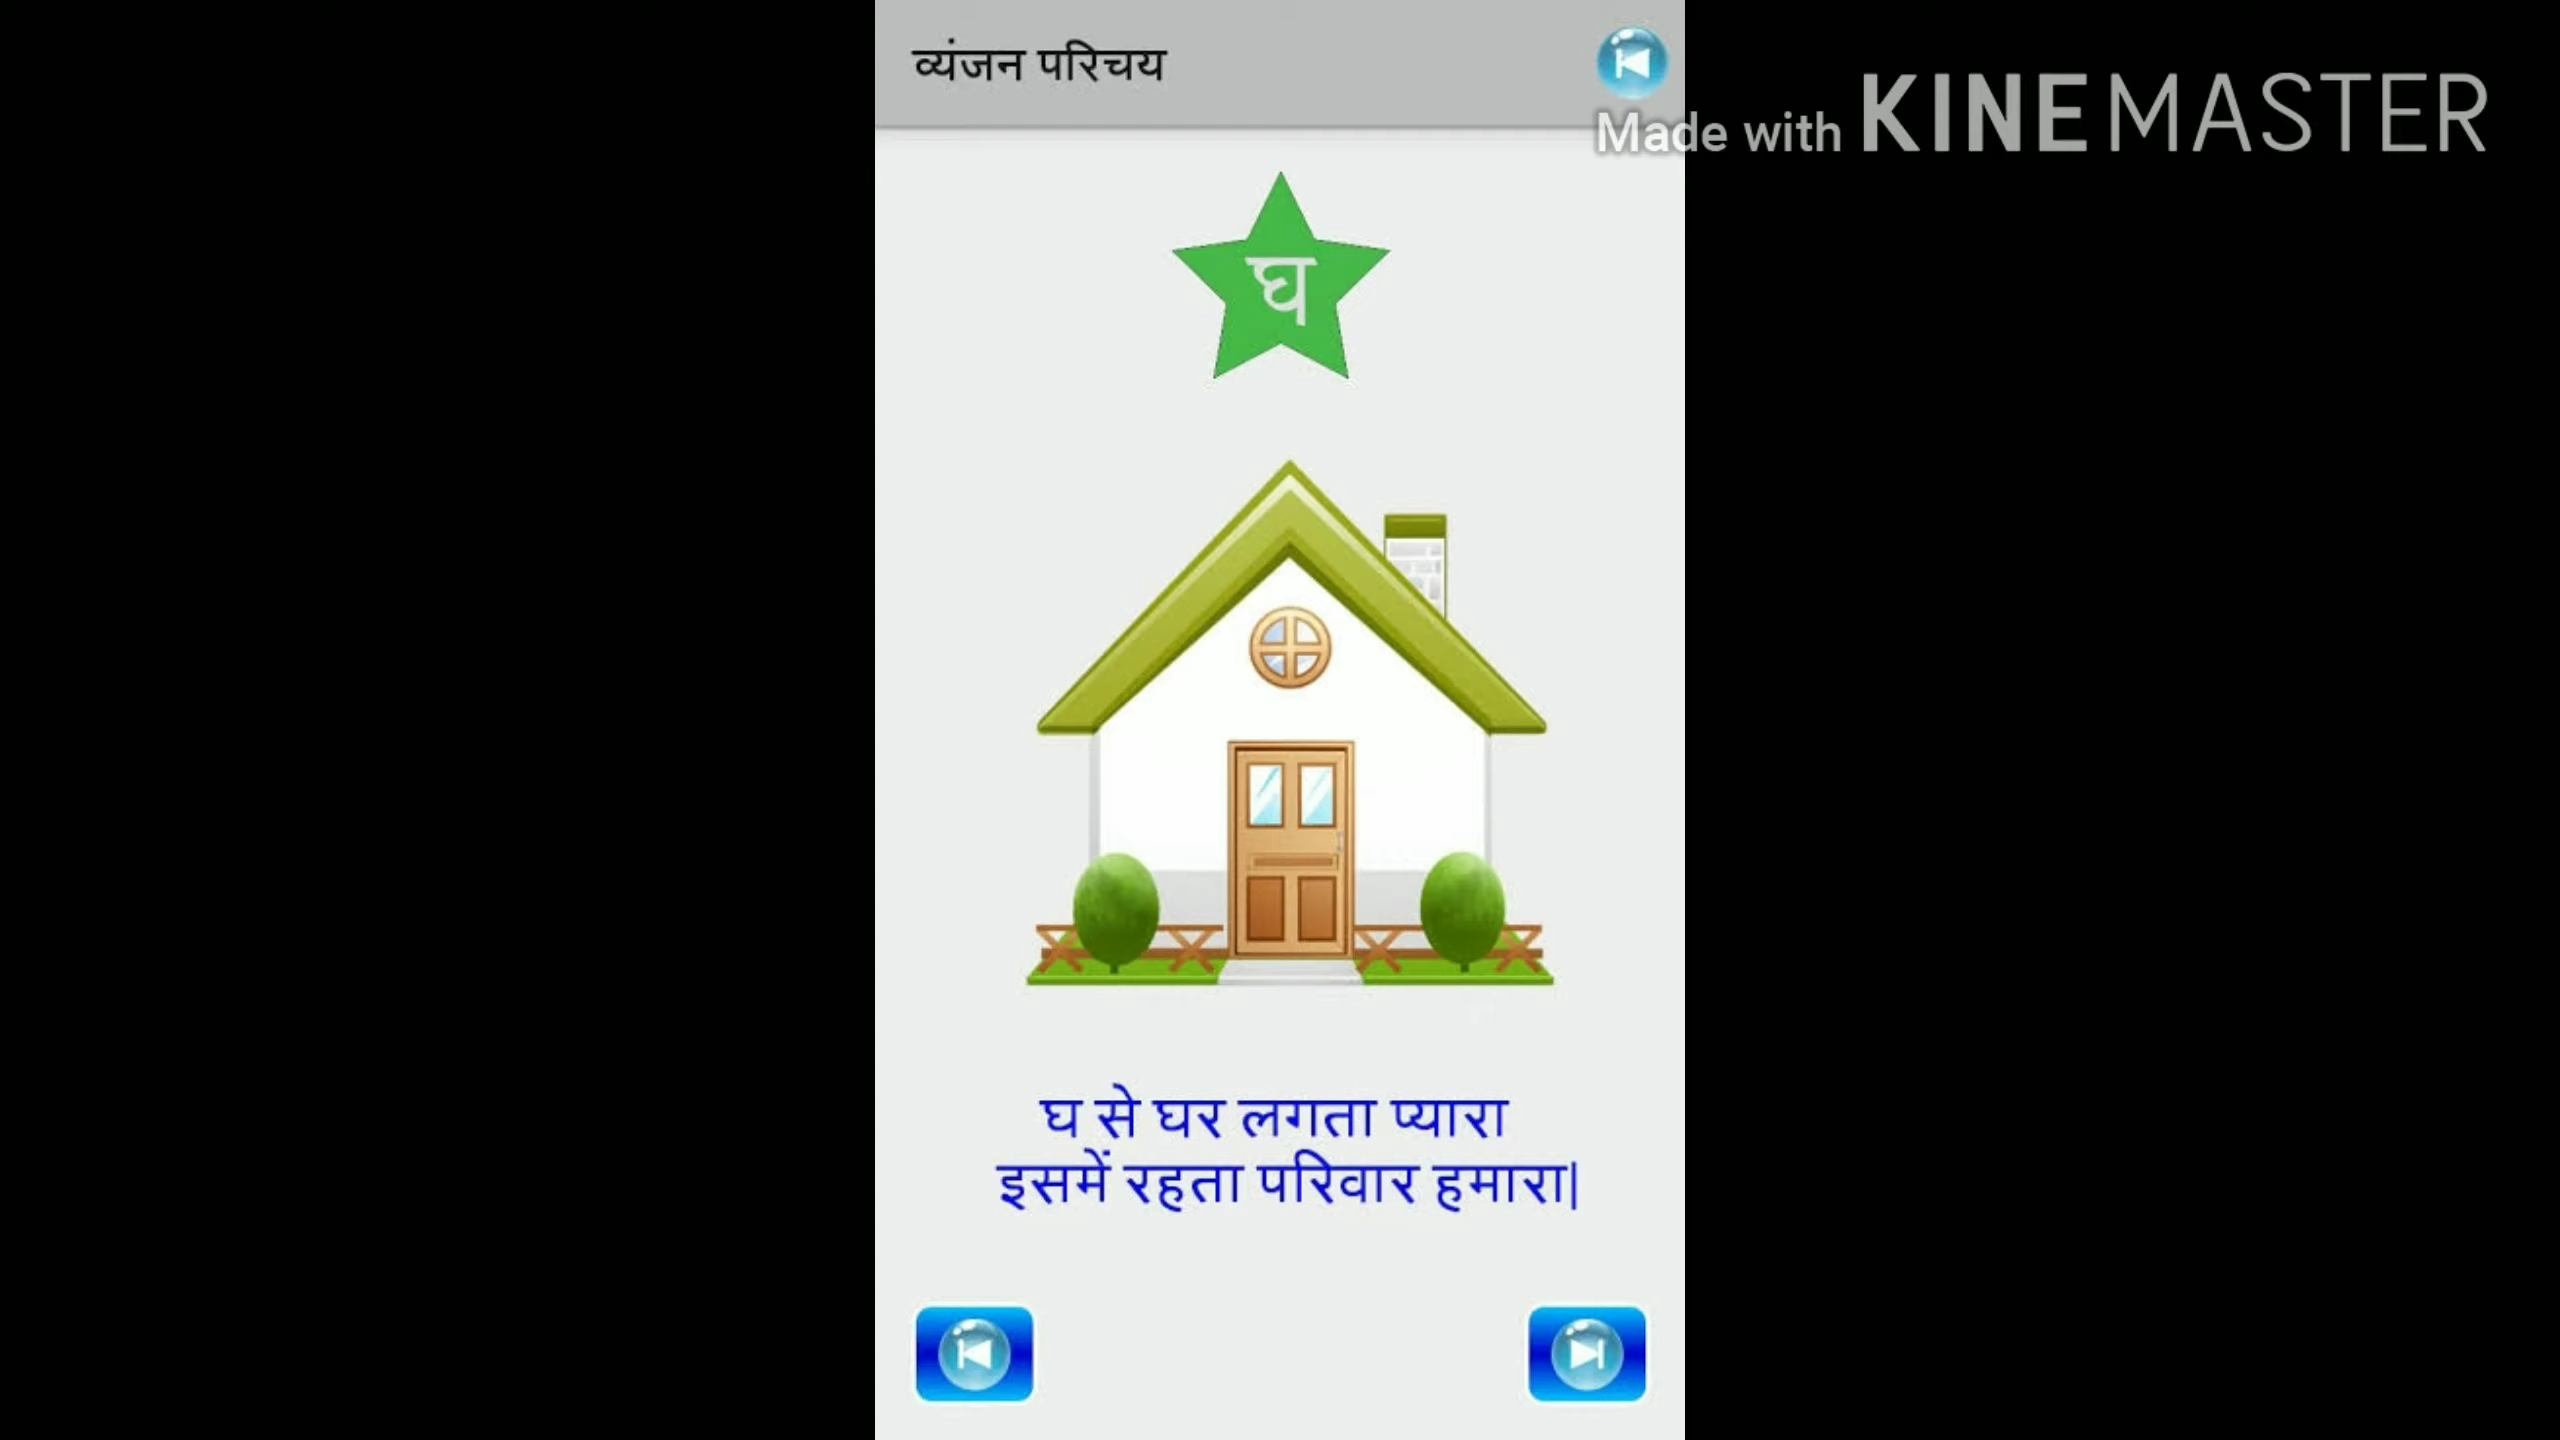 व्यंजन परिचय
Made with KINEMASTER
घ
घ से घर लगता प्यारा
इसमें रहता परिवार हमारा|